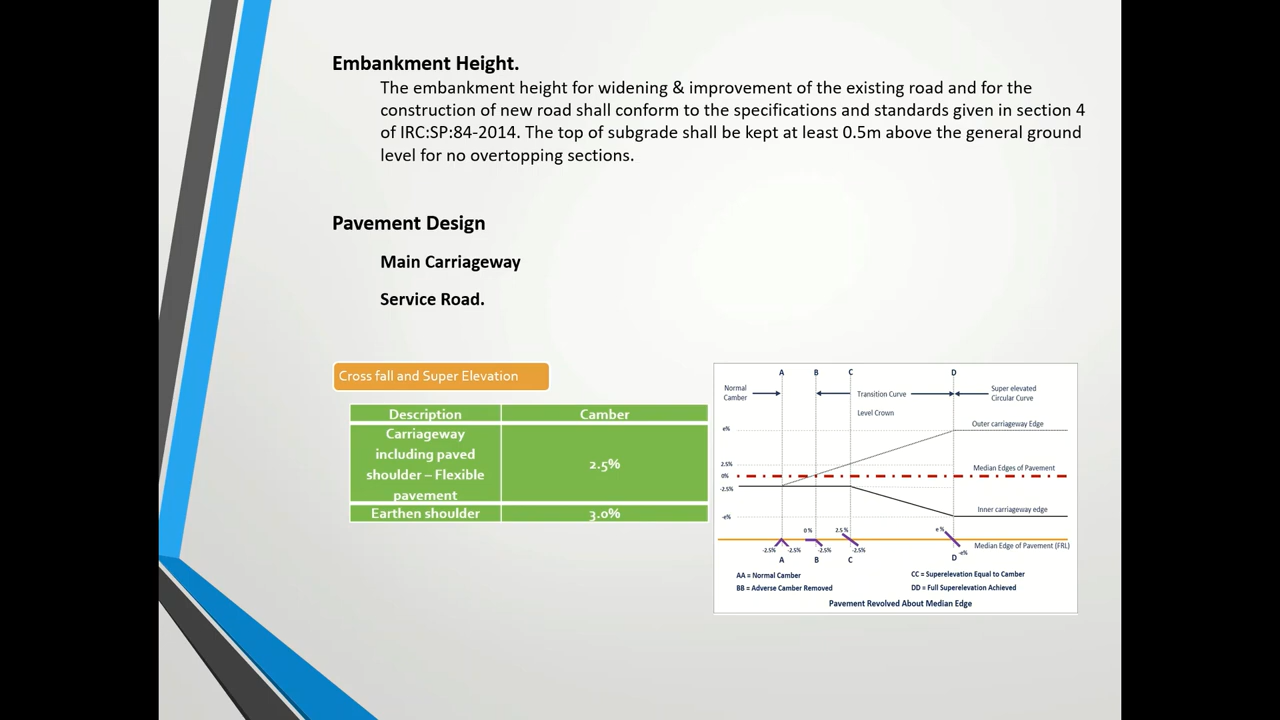 Embankment Height.
The embankment height for widening & improvement of the existing road and for the
construction of new road shall conform to the specifications and standards given in section 4
of IRC:SP:84-2014. The top of subgrade shall be kept at least 0.5m above the general ground
level for no overtopping sections.
Pavement Design
Main Carriageway
Service Road.
Cross fall and Super Elevation
Description
Camber
Carriageway
including paved
shoulder – Flexible
pavement
2.5%
Earthen shoulder
3.0%
A
B
C
D
Normal
Camber
Transition Curve
Super elevated
Circular Curve
Level Crown
Outer carriageway Edge
e%
2.5%
0%
-2.5%
-e%
Median Edges of Pavement
Inner carriageway edge
0%
2.5%
e%
Median Edge of Pavement (FRL)
-2.5%
-2.5%
-2.5%
-2.5%
-e%
A
B
C
D
AA = Normal Camber
CC = Superelevation Equal to Camber
BB = Adverse Camber Removed
DD = Full Superelevation Achieved
Pavement Revolved About Median Edge